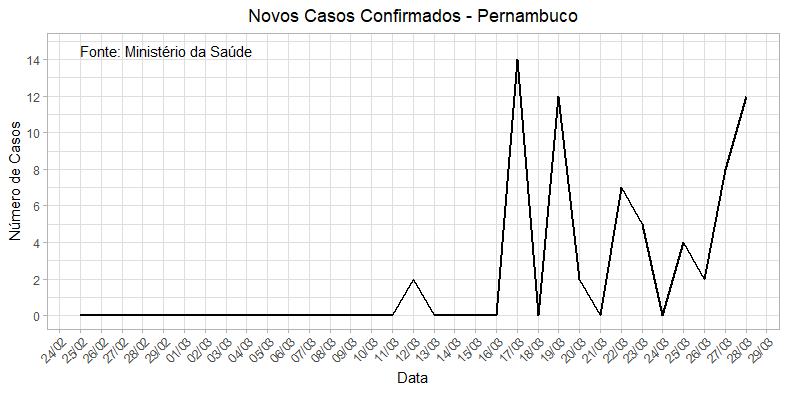 Novos Casos Confirmados - Pernambuco
Fonte: Ministério da Saúde
Número de Casos
14
12
10
8
6
4
2
0
24/02 25/02 26/02 27/02 28/02 29/02 01/03 02/03 03/03 04/03 05/03 06/03 07/03 08/03 09/03 10/03 11/03 12/03 13/03 14/03 15/03 16/03 17/03 18/03 19/03 20/03 21/03 22/03 23/03 24/03 25/03 26/03 27/03 28/03 29/03
Data